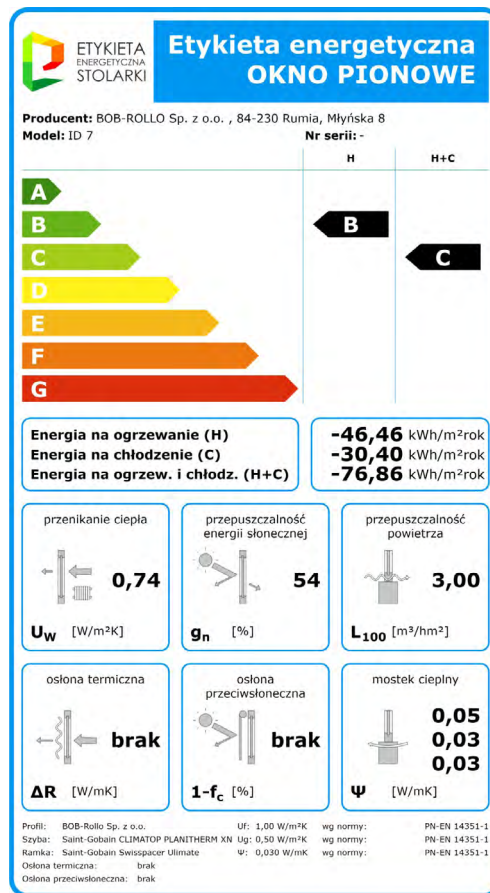 ETYKIETA
ENERGETYCZNA
STOLARKI
Etykieta energetyczna
OKNO PIONOWE
Producent: BOB-ROLLO Sp. z o.o. , 84-230 Rumia, Młyńska 8
Model: ID 7 Nr serii: -
H H+C
A
B B
C C
D
E
F
G
Energia na ogrzewanie (H) -46,46 kWh/m²rok
Energia na chłodzenie (C) -30,40 kWh/m²rok
Energia na ogrzew. i chłodz. (H+C) -76,86 kWh/m²rok
przenikanie ciepła
0,74
Uw [W/m²K]
przepuszczalność
energii słonecznej
54
gn [%]
przepuszczalność
powietrza
3,00
L100 [m³/hm²]
osłona termiczna
brak
ΔR [W/mK]
osłona
przeciwsłoneczna
brak
1-fc [%]
mostek cieplny
0,05
0,03
0,03
Ψ [W/mK]
Profil: BOB-Rollo Sp. z o.o. Uf: 1,00 W/m²K wg normy: PN-EN 14351-1
Szyba: Saint-Gobain CLIMATOP PLANITHERM XN Ug: 0,50 W/m²K wg normy: PN-EN 14351-1
Ramka: Saint-Gobain Swisspacer Ulimate Ψ: 0,030 W/mK wg normy: PN-EN 14351-1
Osłona termiczna: brak
Osłona przeciwsłoneczna: brak